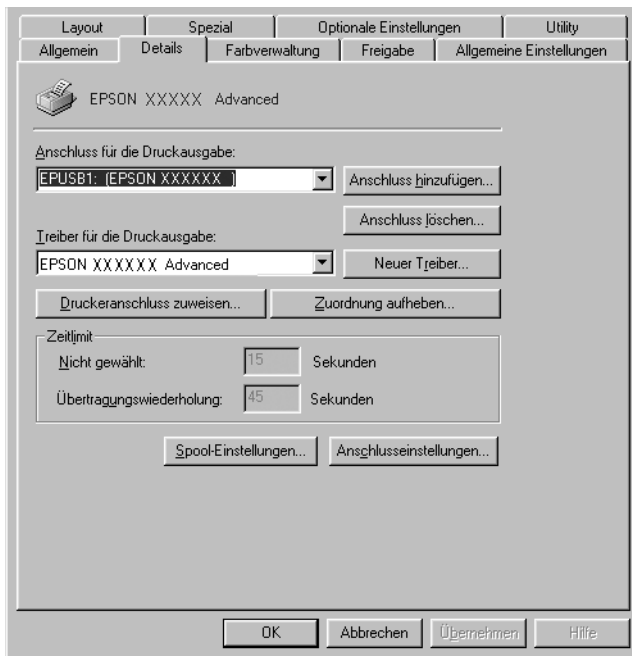 Layout Spezial Optionale Einstellungen Utility
Allgemein Details Farbverwaltung Freigabe Allgemeine Einstellungen
EPSON XXXXX Advanced
Anschluss für die Druckausgabe:
EPUSB1: (EPSON XXXXXX ) Anschluss hinzufügen...
Anschluss löschen...
Treiber für die Druckausgabe:
EPSON XXXXXX Advanced Neuer Treiber...
Druckeranschluss zuweisen... Zuordnung aufheben...
Zeitlimit
Nicht gewählt: 15 Sekunden
Übertragungswiederholung: 45 Sekunden
Spool-Einstellungen... Anschlusseinstellungen...
OK Abbrechen Übernehmen Hilfe